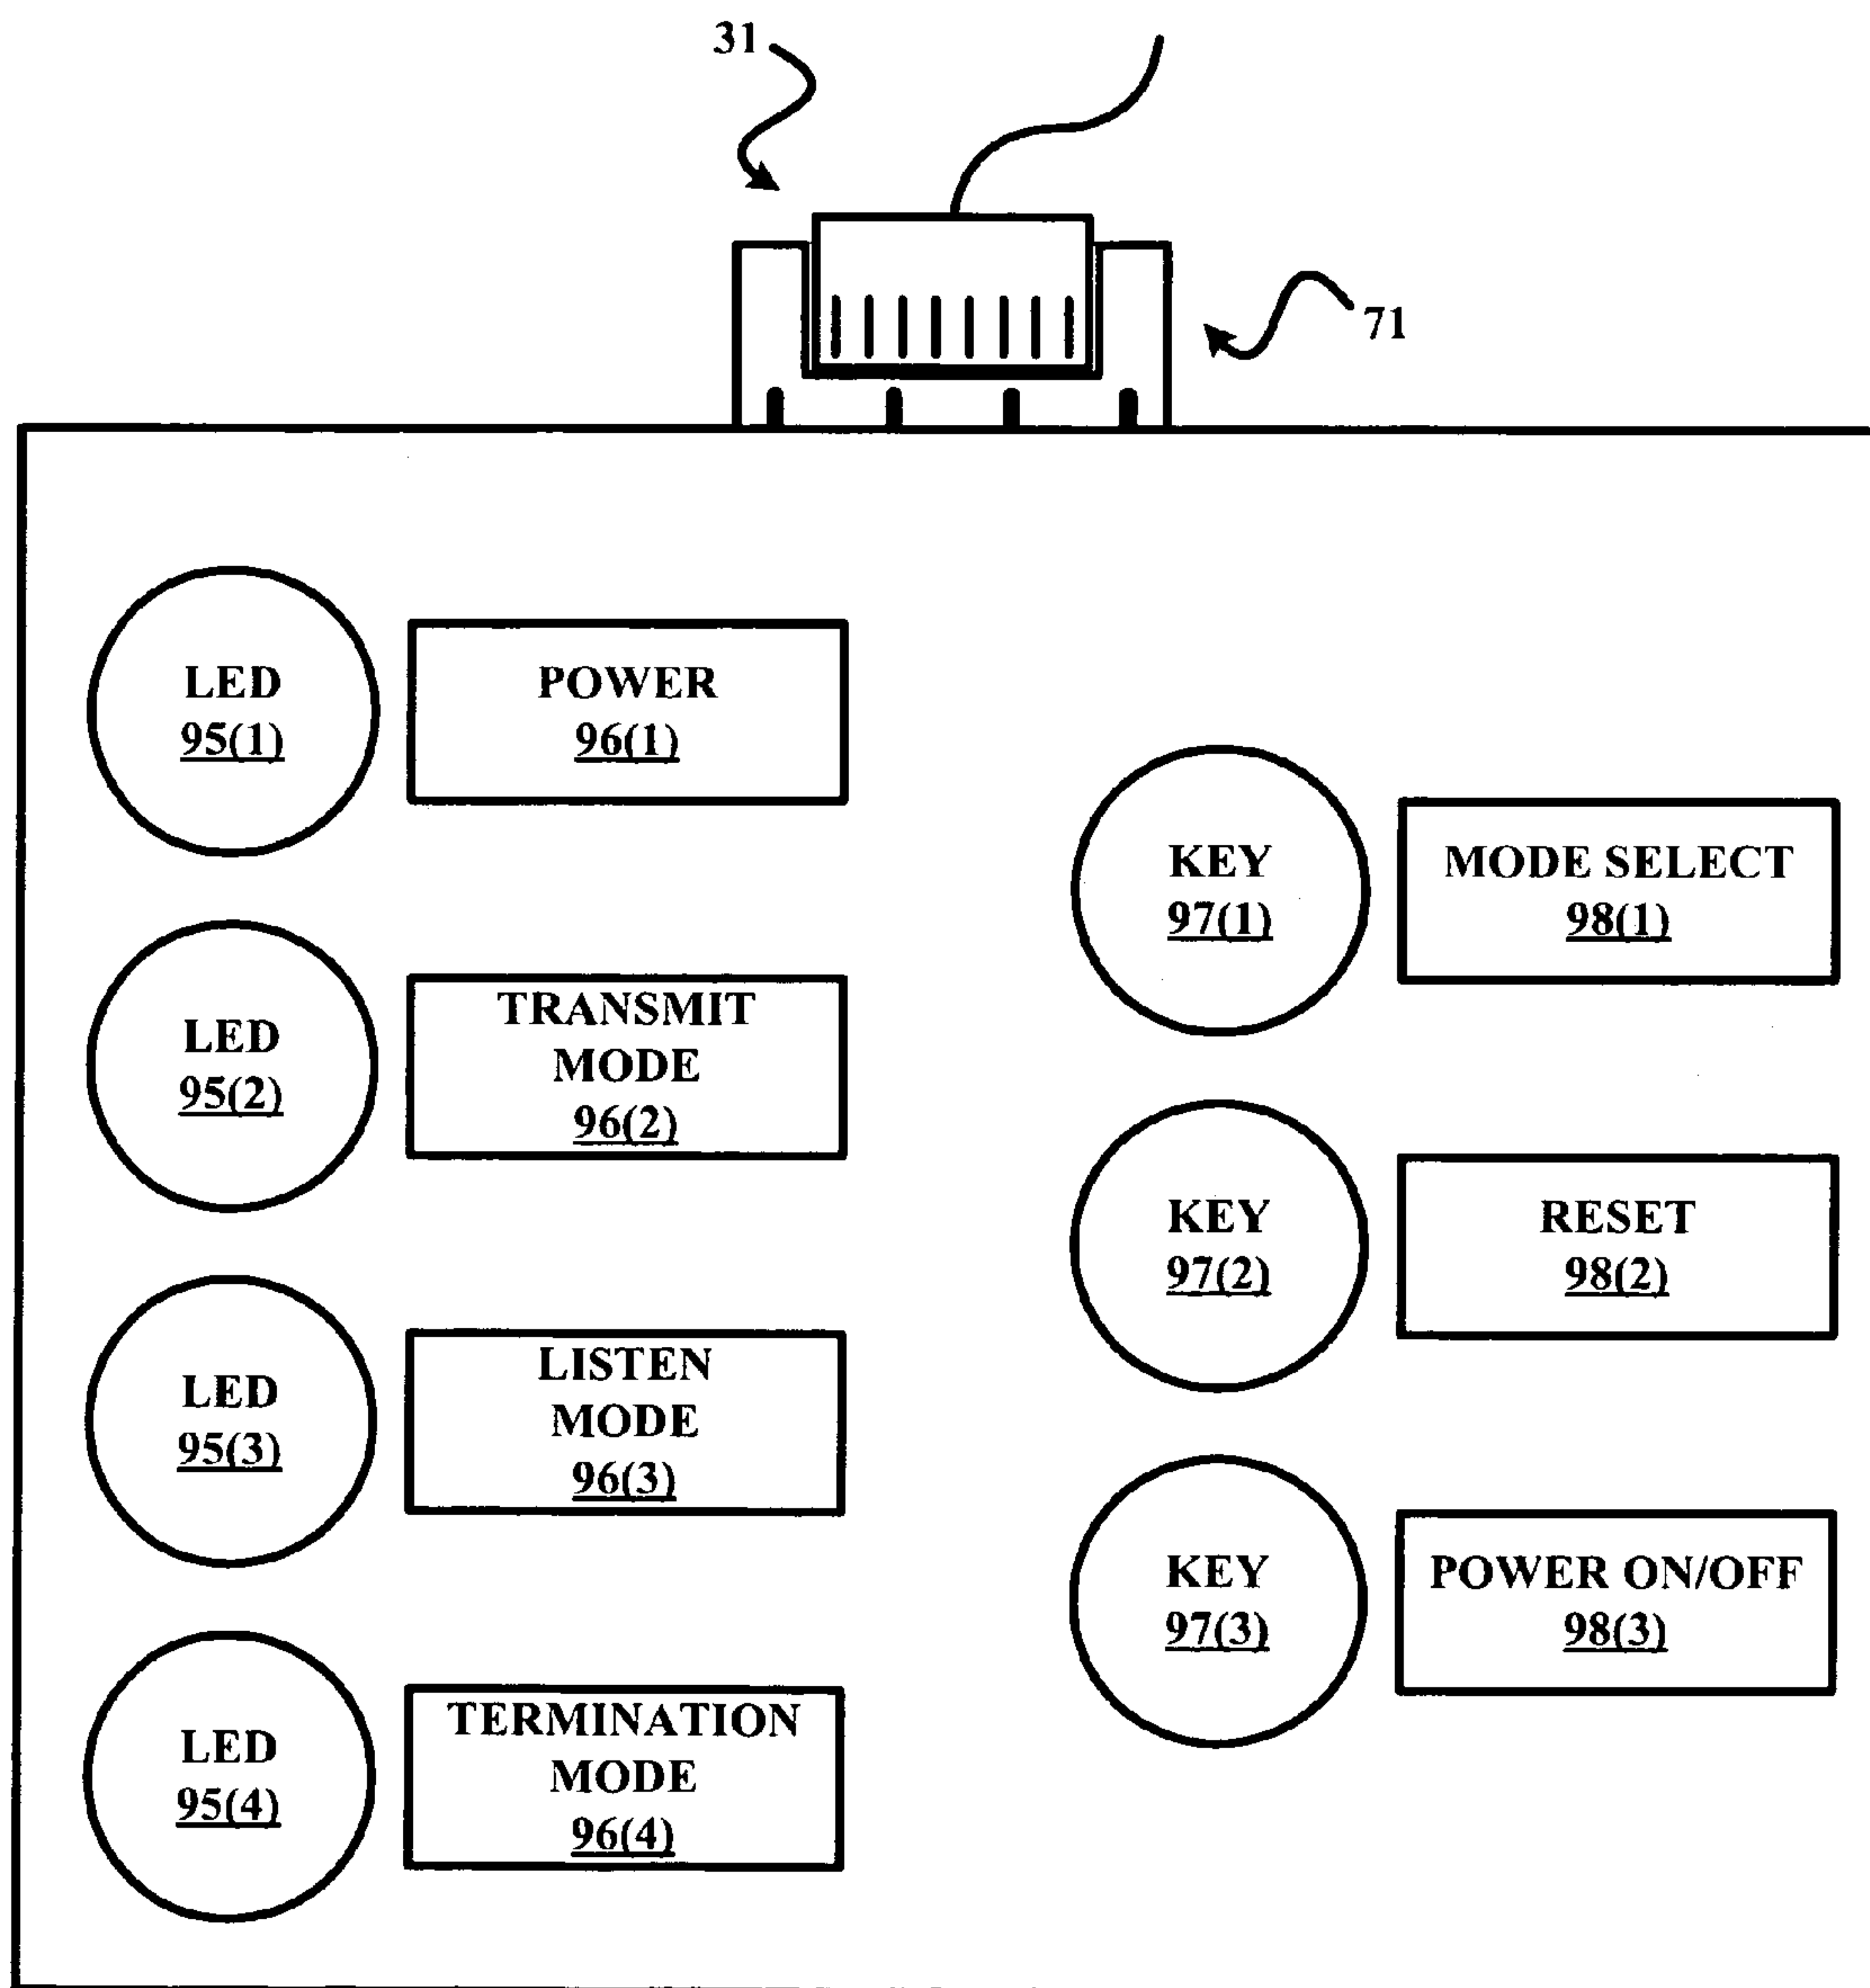 31
71
LED
95(1)
POWER
96(1)
LED
95(2)
TRANSMIT
MODE
96(2)
LED
95(3)
LISTEN
MODE
96(3)
LED
95(4)
TERMINATION
MODE
96(4)
KEY
97(1)
MODE SELECT
98(1)
KEY
97(2)
RESET
98(2)
KEY
97(3)
POWER ON/OFF
98(3)